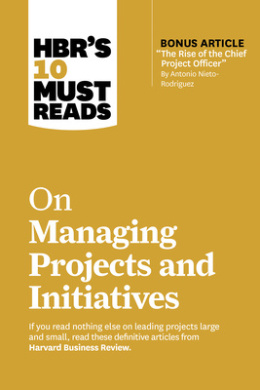 HBR'S
10
MUST
READS
BONUS ARTICLE
"The Rise of the Chief
Project Officer"
By Antonio Nieto-
Rodriguez
On
Managing
Projects and
Initiatives
If you read nothing else on leading projects large
and small, read these definitive articles from
Harvard Business Review.